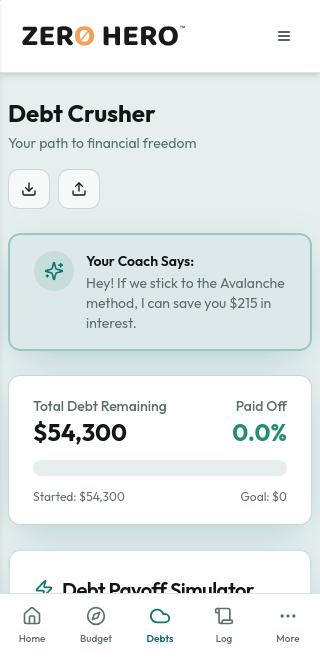 ZERO HERO™
Debt Crusher
Your path to financial freedom
Your Coach Says:
Hey! If we stick to the Avalanche
method, I can save you $215 in
interest.
Total Debt Remaining
Paid Off
$54,300
0.0%
Started: $54,300
Goal: $0
Debt Payoff Simulator
Home
Budget
Debts
Log
More